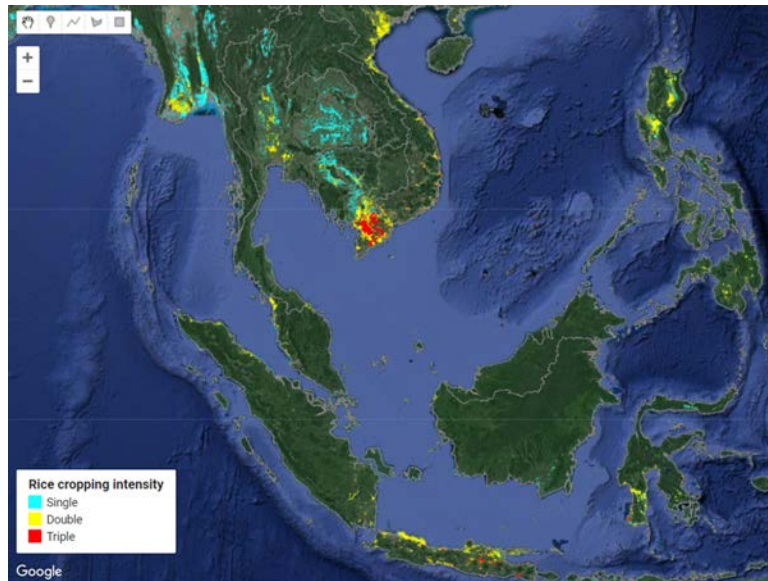 +
−
Rice cropping intensity
Single
Double
Triple
Google